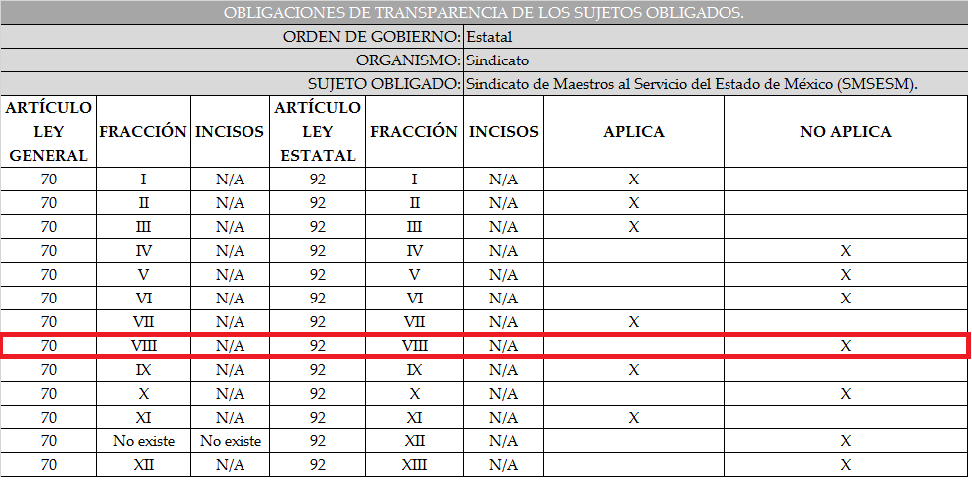 OBLIGACIONES DE TRANSPARENCIA DE LOS SUJETOS OBLIGADOS.
ORDEN DE GOBIERNO: Estatal
ORGANISMO: Sindicato
SUJETO OBLIGADO: Sindicato de Maestros al Servicio del Estado de México (SMSESM).
ARTÍCULO LEY GENERAL FRACCIÓN INCISOS ARTÍCULO LEY ESTATAL FRACCIÓN INCISOS APLICA NO APLICA
70 I N/A 92 I N/A X
70 II N/A 92 II N/A X
70 III N/A 92 III N/A X
70 IV N/A 92 IV N/A X
70 V N/A 92 V N/A X
70 VI N/A 92 VI N/A X
70 VII N/A 92 VII N/A X
70 VIII N/A 92 VIII N/A X
70 IX N/A 92 IX N/A X
70 X N/A 92 X N/A X
70 XI N/A 92 XI N/A X
70 No existe No existe 92 XII N/A X
70 XII N/A 92 XIII N/A X